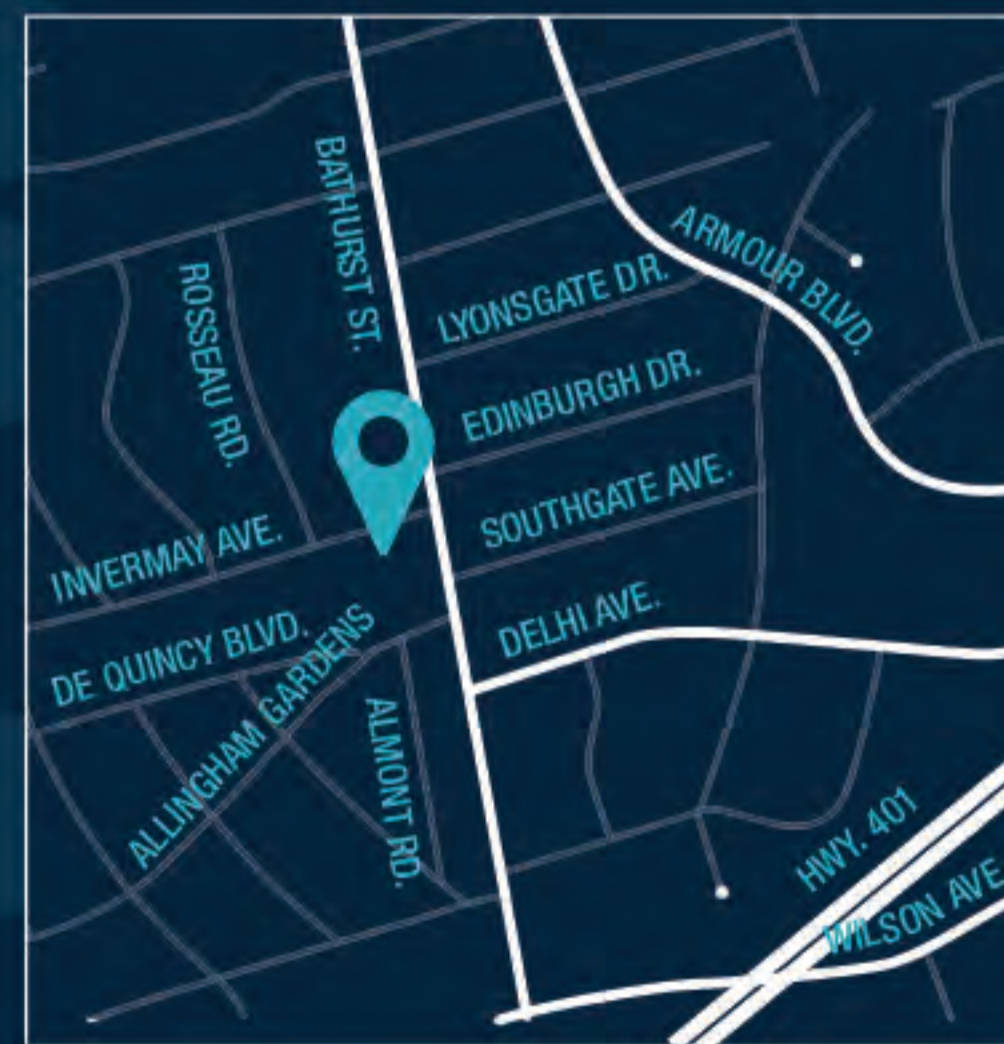 BATHURST ST.
ARMOUR BLVD.
ROSSEAU RD.
LYONSGATE DR.
EDINBURGH DR.
SOUTHGATE AVE.
INVERMAY AVE.
DE QUINCY BLVD.
DELHI AVE.
ALLINGHAM GARDENS
ALMONT RD.
HWY. 401
WILSON AVE